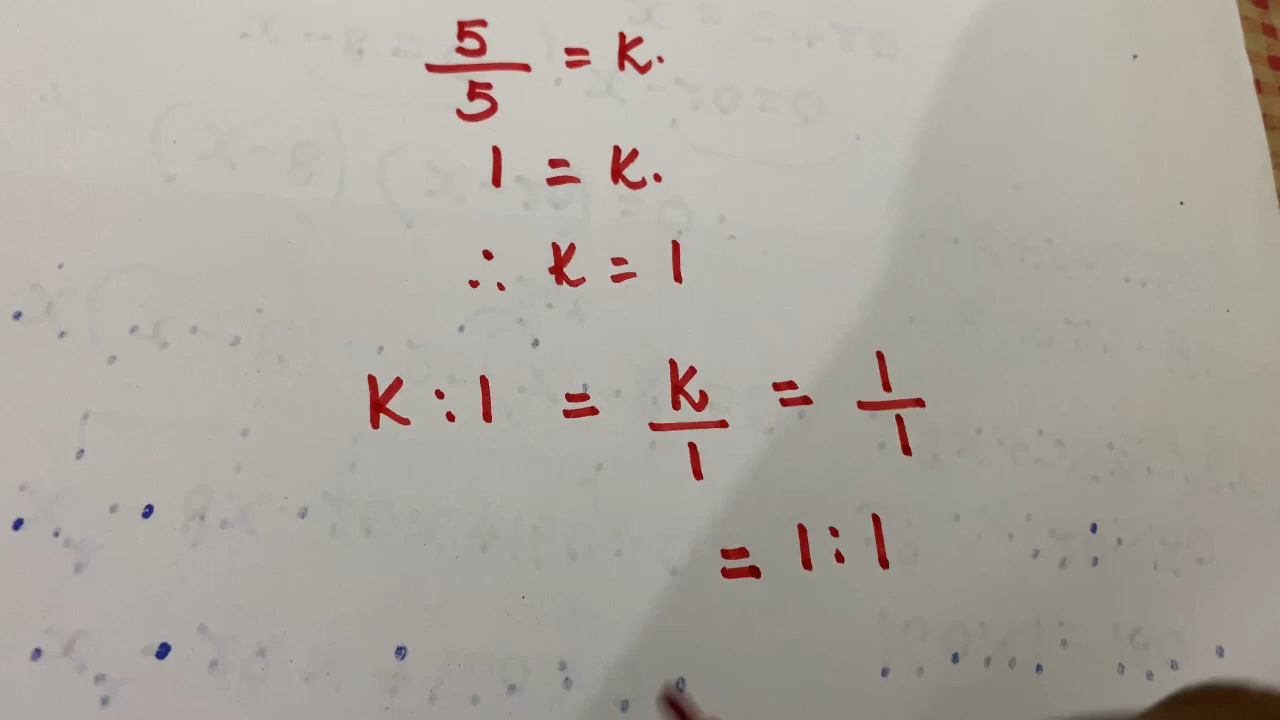 5/5 = K.
1 = K.
∴ K = 1
K : 1 = K/1 = 1/1
= 1 : 1